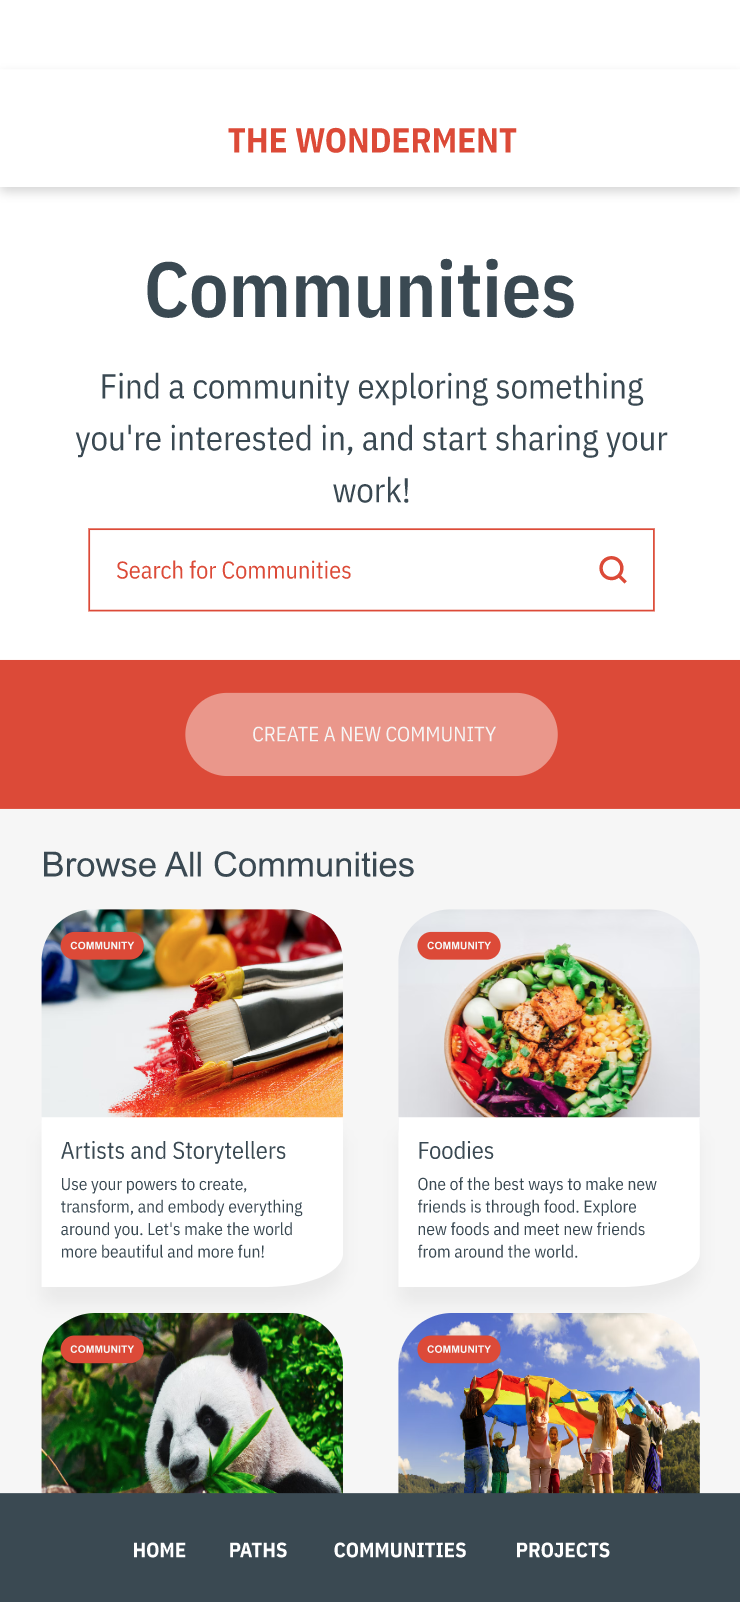 THE WONDERMENT
Communities
Find a community exploring something
you're interested in, and start sharing your
work!
Search for Communities
CREATE A NEW COMMUNITY
Browse All Communities
COMMUNITY
Artists and Storytellers
Use your powers to create,
transform, and embody everything
around you. Let's make the world
more beautiful and more fun!
COMMUNITY
Foodies
One of the best ways to make new
friends is through food. Explore
new foods and meet new friends
from around the world.
COMMUNITY
COMMUNITY
HOME PATHS COMMUNITIES PROJECTS